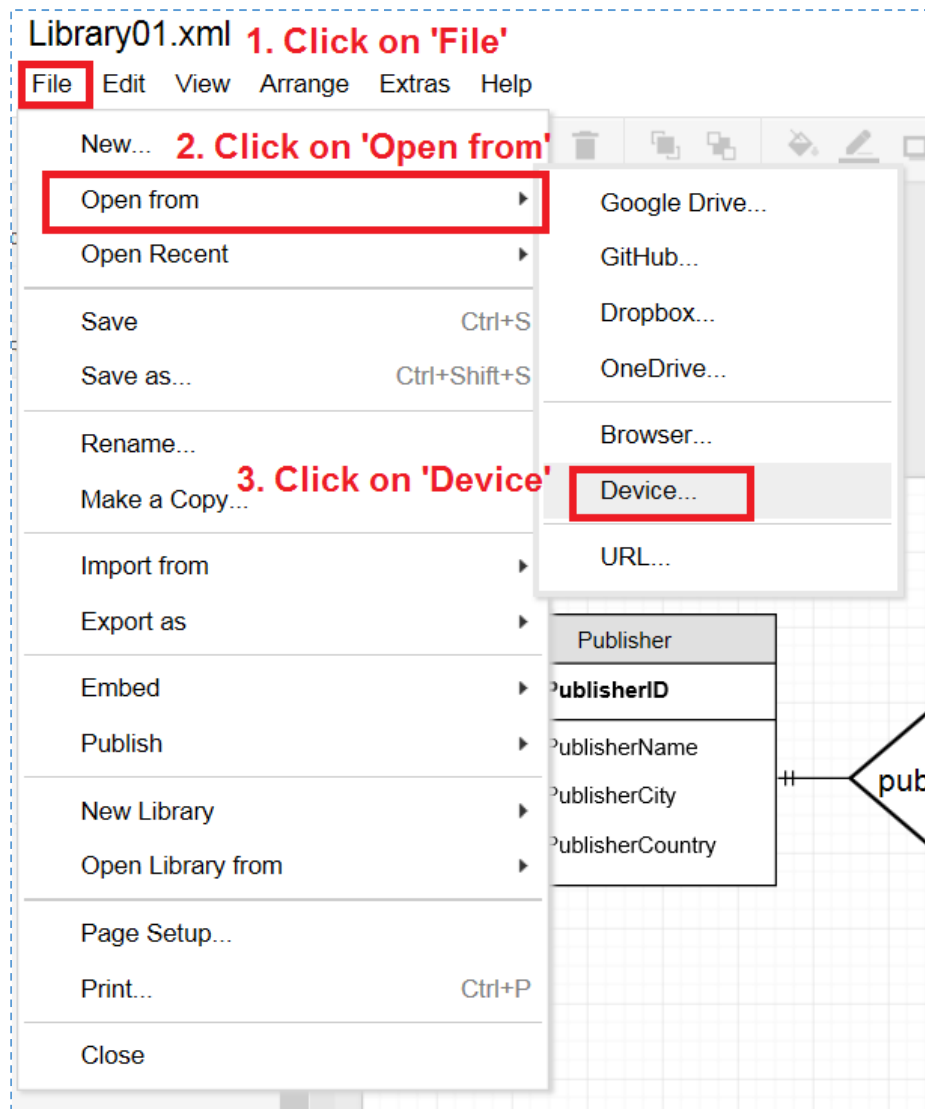 Library01.xml 1. Click on 'File'
File Edit View Arrange Extras Help
New... 2. Click on 'Open from'
Open from
Open Recent
Save Ctrl+S
Save as... Ctrl+Shift+S
Rename...
3. Click on 'Device'
Make a Copy...
Import from
Export as
Embed
Publish
New Library
Open Library from
Page Setup...
Print... Ctrl+P
Close
Google Drive...
GitHub...
Dropbox...
OneDrive...
Browser...
Device...
URL...
Publisher
PublisherID
PublisherName
PublisherCity
PublisherCountry
pub